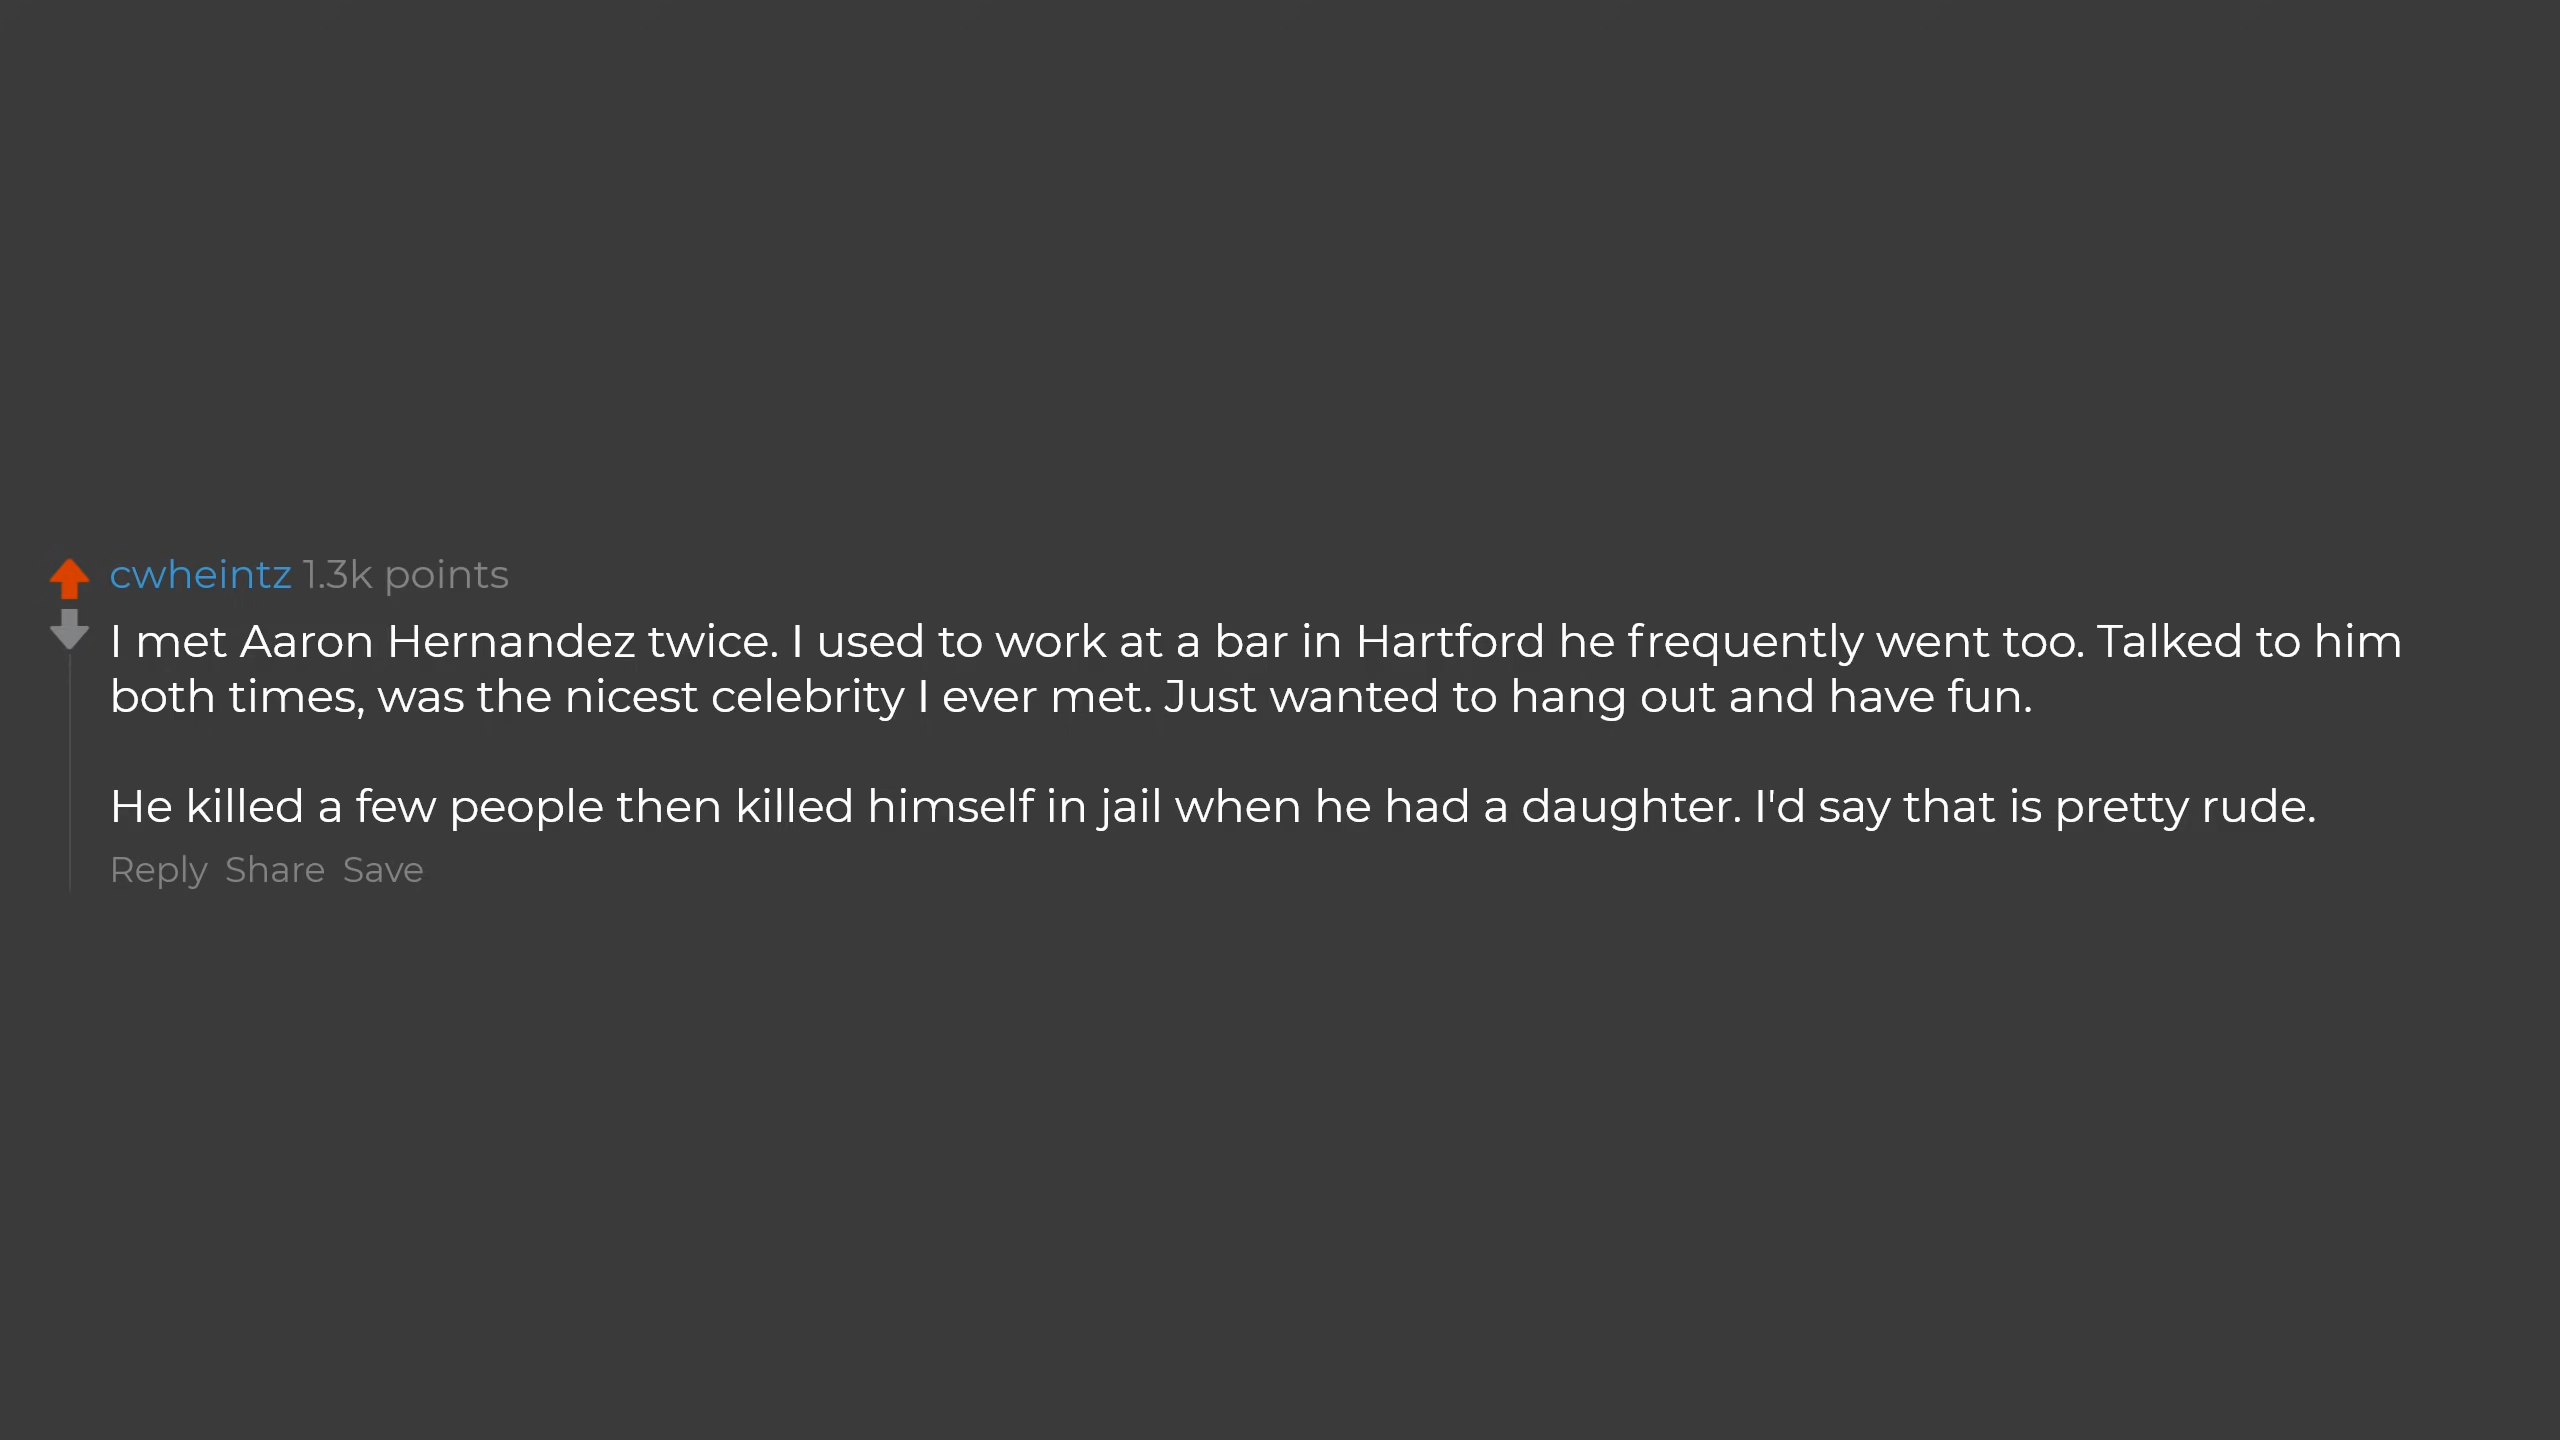 cwheintz 1.3k points
I met Aaron Hernandez twice. I used to work at a bar in Hartford he frequently went too. Talked to him
both times, was the nicest celebrity I ever met. Just wanted to hang out and have fun.
He killed a few people then killed himself in jail when he had a daughter. I'd say that is pretty rude.
Reply Share Save